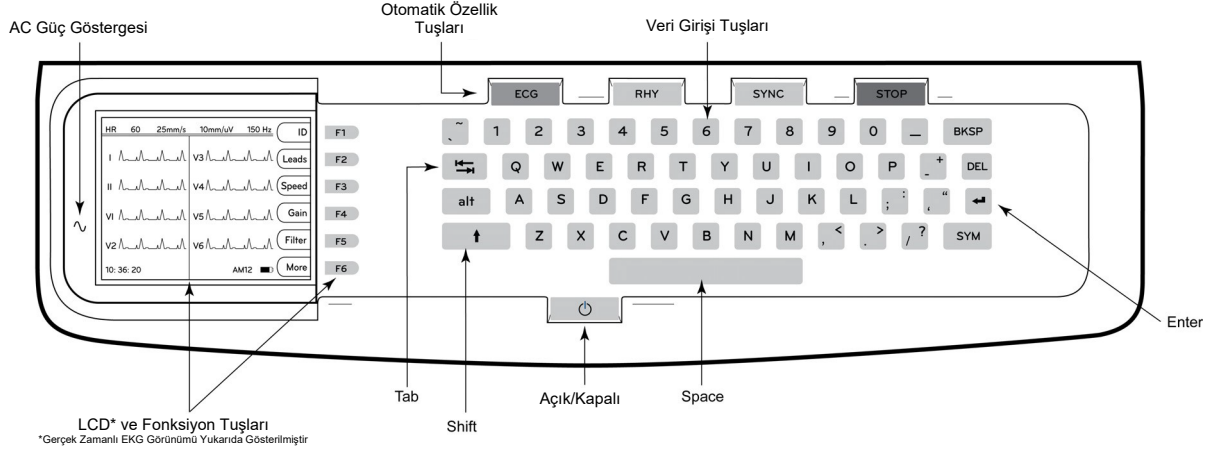 Otomatik Özellik
Tuşları
AC Güç Göstergesi
Veri Girişi Tuşları
ECG
RHY
SYNC
STOP
HR 60 25mm/s 10mm/uV 150 Hz
ID
F1
I
V3
Leads
F2
II
V4
Speed
F3
VI
V5
Gain
F4
V2
V6
Filter
F5
10: 36: 20
AM12
More
F6
~ ` 1 2 3 4 5 6 7 8 9 0 _ BKSP
Q W E R T Y U I O P - + DEL
alt A S D F G H J K L ; : , “
Z X C V B N M , < . > / ? SYM
Enter
Tab
Açık/Kapalı
Space
LCD* ve Fonksiyon Tuşları
Shift
*Gerçek Zamanlı EKG Görünümü Yukarıda Gösterilmiştir